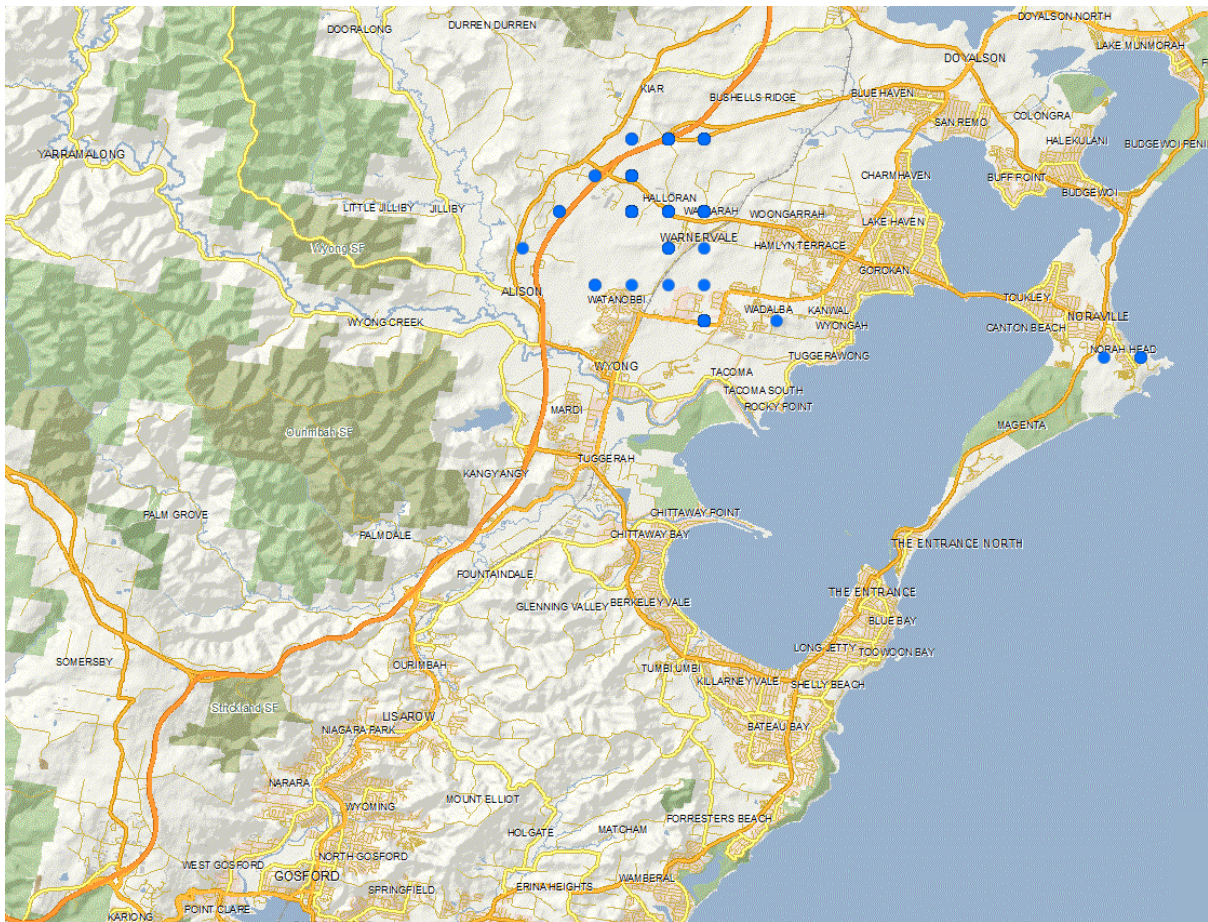 DOYALSON NORTH
DURREN DURREN
DOORALONG
LAKE MUNMORAH
DOYALSON
KIAR
BLUE HAVEN
BUSHELLS RIDGE
COLONGRA
SAN REMO
HALEKULANI
BUDGEWOI PENI
YARRAMALONG
CHARMHAVEN
BUFF POINT
BUDGEWOI
HALLORAN
LITTLE JILLIBY
JILLIBY
WOONGARRAH
LAKE HAVEN
WARNERVALE
HAMLYN TERRACE
Wyong SF
GOROKAN
ALISON
WATANOBBI
TOUKLEY
WADALBA
KANWAL
NORAVILLE
WYONG CREEK
WYONGAH
CANTON BEACH
NORAH HEAD
TUGGERAWONG
WYONG
TACOMA
TACOMA SOUTH
ROCKY POINT
MARDI
MAGENTA
Ourimbah SF
TUGGERAH
KANGYANGY
PALM GROVE
CHITTAWAY POINT
PALMDALE
CHITTAWAY BAY
THE ENTRANCE NORTH
FOUNTAINDALE
THE ENTRANCE
GLENNING VALLEY
BERKELEY VALE
BLUE BAY
LONG JETTY
TOOWOON BAY
SOMERSBY
OURIMBAH
TUMBI UMBI
KILLARNEY VALE
SHELLY BEACH
Strickland SF
LISAROW
NIAGARA PARK
BATEAU BAY
NARARA
WYOMING
MOUNT ELLIOT
FORRESTERS BEACH
HOLGATE
MATCHAM
NORTH GOSFORD
WEST GOSFORD
GOSFORD
WAMBERAL
SPRINGFIELD
ERINA HEIGHTS
POINT CLARE
KARIONG